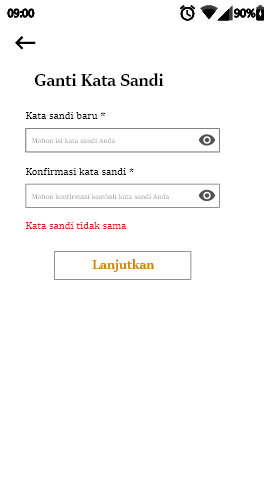 09:00 90%
Ganti Kata Sandi
Kata sandi baru *
Mohon isi kata sandi Anda
Konfirmasi kata sandi *
Mohon konfirmasi kembali kata sandi Anda
Kata sandi tidak sama
Lanjutkan